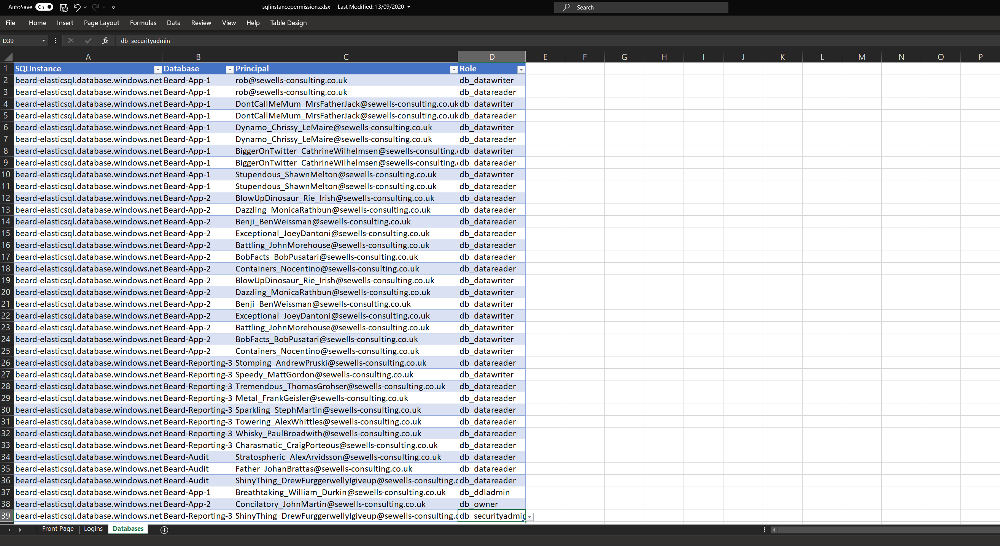 AutoSave On sqlinstancepermissions.xlsx - Last Modified: 13/09/2020 Search
File Home Insert Page Layout Formulas Data Review View Help Table Design
D39 fx db_securityadmin
A B C D E F G H I J K L M N O P
1 SQLInstance Database Principal Role
2 beard-elasticsql.database.windows.net Beard-App-1 rob@sewells-consulting.co.uk db_datawriter
3 beard-elasticsql.database.windows.net Beard-App-1 rob@sewells-consulting.co.uk db_datareader
4 beard-elasticsql.database.windows.net Beard-App-1 DontCallMeMum_MrsFatherJack@sewells-consulting.co.uk db_datawriter
5 beard-elasticsql.database.windows.net Beard-App-1 DontCallMeMum_MrsFatherJack@sewells-consulting.co.uk db_datareader
6 beard-elasticsql.database.windows.net Beard-App-1 Dynamo_Chrissy_LeMaire@sewells-consulting.co.uk db_datawriter
7 beard-elasticsql.database.windows.net Beard-App-1 Dynamo_Chrissy_LeMaire@sewells-consulting.co.uk db_datareader
8 beard-elasticsql.database.windows.net Beard-App-1 BiggerOnTwitter_CathrineWilhelmsen@sewells-consulting. db_datawriter
9 beard-elasticsql.database.windows.net Beard-App-1 BiggerOnTwitter_CathrineWilhelmsen@sewells-consulting. db_datareader
10 beard-elasticsql.database.windows.net Beard-App-1 Stupendous_ShawnMelton@sewells-consulting.co.uk db_datawriter
11 beard-elasticsql.database.windows.net Beard-App-1 Stupendous_ShawnMelton@sewells-consulting.co.uk db_datareader
12 beard-elasticsql.database.windows.net Beard-App-2 BlowUpDinosaur_Rie_Irish@sewells-consulting.co.uk db_datareader
13 beard-elasticsql.database.windows.net Beard-App-2 Dazzling_MonicaRathbun@sewells-consulting.co.uk db_datareader
14 beard-elasticsql.database.windows.net Beard-App-2 Benji_BenWeissman@sewells-consulting.co.uk db_datareader
15 beard-elasticsql.database.windows.net Beard-App-2 Exceptional_JoeyDantoni@sewells-consulting.co.uk db_datareader
16 beard-elasticsql.database.windows.net Beard-App-2 Battling_JohnMorehouse@sewells-consulting.co.uk db_datareader
17 beard-elasticsql.database.windows.net Beard-App-2 BobFacts_BobPusatari@sewells-consulting.co.uk db_datareader
18 beard-elasticsql.database.windows.net Beard-App-2 Containers_Nocentino@sewells-consulting.co.uk db_datareader
19 beard-elasticsql.database.windows.net Beard-App-2 BlowUpDinosaur_Rie_Irish@sewells-consulting.co.uk db_datawriter
20 beard-elasticsql.database.windows.net Beard-App-2 Dazzling_MonicaRathbun@sewells-consulting.co.uk db_datawriter
21 beard-elasticsql.database.windows.net Beard-App-2 Benji_BenWeissman@sewells-consulting.co.uk db_datawriter
22 beard-elasticsql.database.windows.net Beard-App-2 Exceptional_JoeyDantoni@sewells-consulting.co.uk db_datawriter
23 beard-elasticsql.database.windows.net Beard-App-2 Battling_JohnMorehouse@sewells-consulting.co.uk db_datawriter
24 beard-elasticsql.database.windows.net Beard-App-2 BobFacts_BobPusatari@sewells-consulting.co.uk db_datawriter
25 beard-elasticsql.database.windows.net Beard-App-2 Containers_Nocentino@sewells-consulting.co.uk db_datawriter
26 beard-elasticsql.database.windows.net Beard-Reporting-3 Stomping_AndrewPruski@sewells-consulting.co.uk db_datareader
27 beard-elasticsql.database.windows.net Beard-Reporting-3 Speedy_MattGordon@sewells-consulting.co.uk db_datawriter
28 beard-elasticsql.database.windows.net Beard-Reporting-3 Tremendous_ThomasGrohser@sewells-consulting.co.uk db_datareader
29 beard-elasticsql.database.windows.net Beard-Reporting-3 Metal_FrankGeisler@sewells-consulting.co.uk db_datareader
30 beard-elasticsql.database.windows.net Beard-Reporting-3 Sparkling_StephMartin@sewells-consulting.co.uk db_datareader
31 beard-elasticsql.database.windows.net Beard-Reporting-3 Towering_AlexWhittles@sewells-consulting.co.uk db_datareader
32 beard-elasticsql.database.windows.net Beard-Reporting-3 Whisky_PaulBroadwith@sewells-consulting.co.uk db_datareader
33 beard-elasticsql.database.windows.net Beard-Reporting-3 Charasmatic_CraigPorteous@sewells-consulting.co.uk db_datareader
34 beard-elasticsql.database.windows.net Beard-Audit Stratospheric_AlexArvidsson@sewells-consulting.co.uk db_datareader
35 beard-elasticsql.database.windows.net Beard-Audit Father_JohanBrattas@sewells-consulting.co.uk db_datareader
36 beard-elasticsql.database.windows.net Beard-Audit ShinyThing_DrewFurggerwellyIgiveup@sewells-consulting.c db_datareader
37 beard-elasticsql.database.windows.net Beard-App-1 Breathtaking_William_Durkin@sewells-consulting.co.uk db_ddladmin
38 beard-elasticsql.database.windows.net Beard-App-2 Concilatory_JohnMartin@sewells-consulting.co.uk db_owner
39 beard-elasticsql.database.windows.net Beard-Reporting-3 ShinyThing_DrewFurggerwellyIgiveup@sewells-consulting. db_securityadmin
Front Page Logins Databases